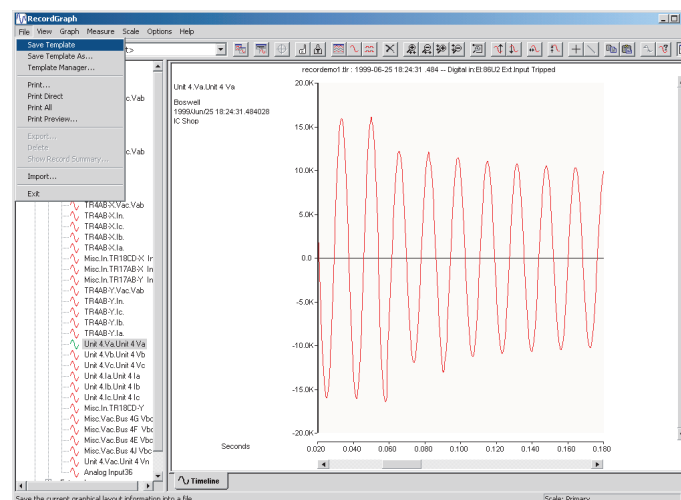 RecordGraph
File View Graph Measure Scale Options Help
Save Template
Save Template As...
Template Manager...
Print...
Print Direct
Print All
Print Preview...
Export...
Delete
Show Record Summary...
Import...
Exit
c.Vab
c.Vab
TR4AB-X.Vac.Vab
TR4AB-X.In.
TR4AB-X.Ic.
TR4AB-X.Ib.
TR4AB-X.Ia.
Misc.In.TR18CD-X In
Misc.In.TR17AB-X In
Misc.In.TR17AB-Y In
TR4AB-Y.Vac.Vab
TR4AB-Y.In.
TR4AB-Y.Ic.
TR4AB-Y.Ib.
TR4AB-Y.Ia.
Unit 4.Va.Unit 4 Va
Unit 4.Vb.Unit 4 Vb
Unit 4.Vc.Unit 4 Vc
Unit 4.Ia.Unit 4 Ia
Unit 4.Ib.Unit 4 Ib
Unit 4.Ic.Unit 4 Ic
Misc.In.TR18CD-Y
Misc.Vac.Bus 4G Vbc
Misc.Vac.Bus 4F Vbc
Misc.Vac.Bus 4E Vbc
Misc.Vac.Bus 4J Vbc
Unit 4.Vac.Unit 4 Vn
Analog Input36
recordemo1.tlr : 1999-06-25 18:24:31 .484 -- Digital in:El:86U2 Ext.Input Tripped
Unit 4.Va.Unit 4 Va
Boswell
1999/Jun/25 18:24:31.484028
IC Shop
20.0K
15.0K
10.0K
5.0K
0.0
-5.0K
-10.0K
-15.0K
-20.0K
Seconds
0.020 0.040 0.060 0.080 0.100 0.120 0.140 0.160 0.180
Timeline
Save the current graphical layout information into a file
Scale: Primary